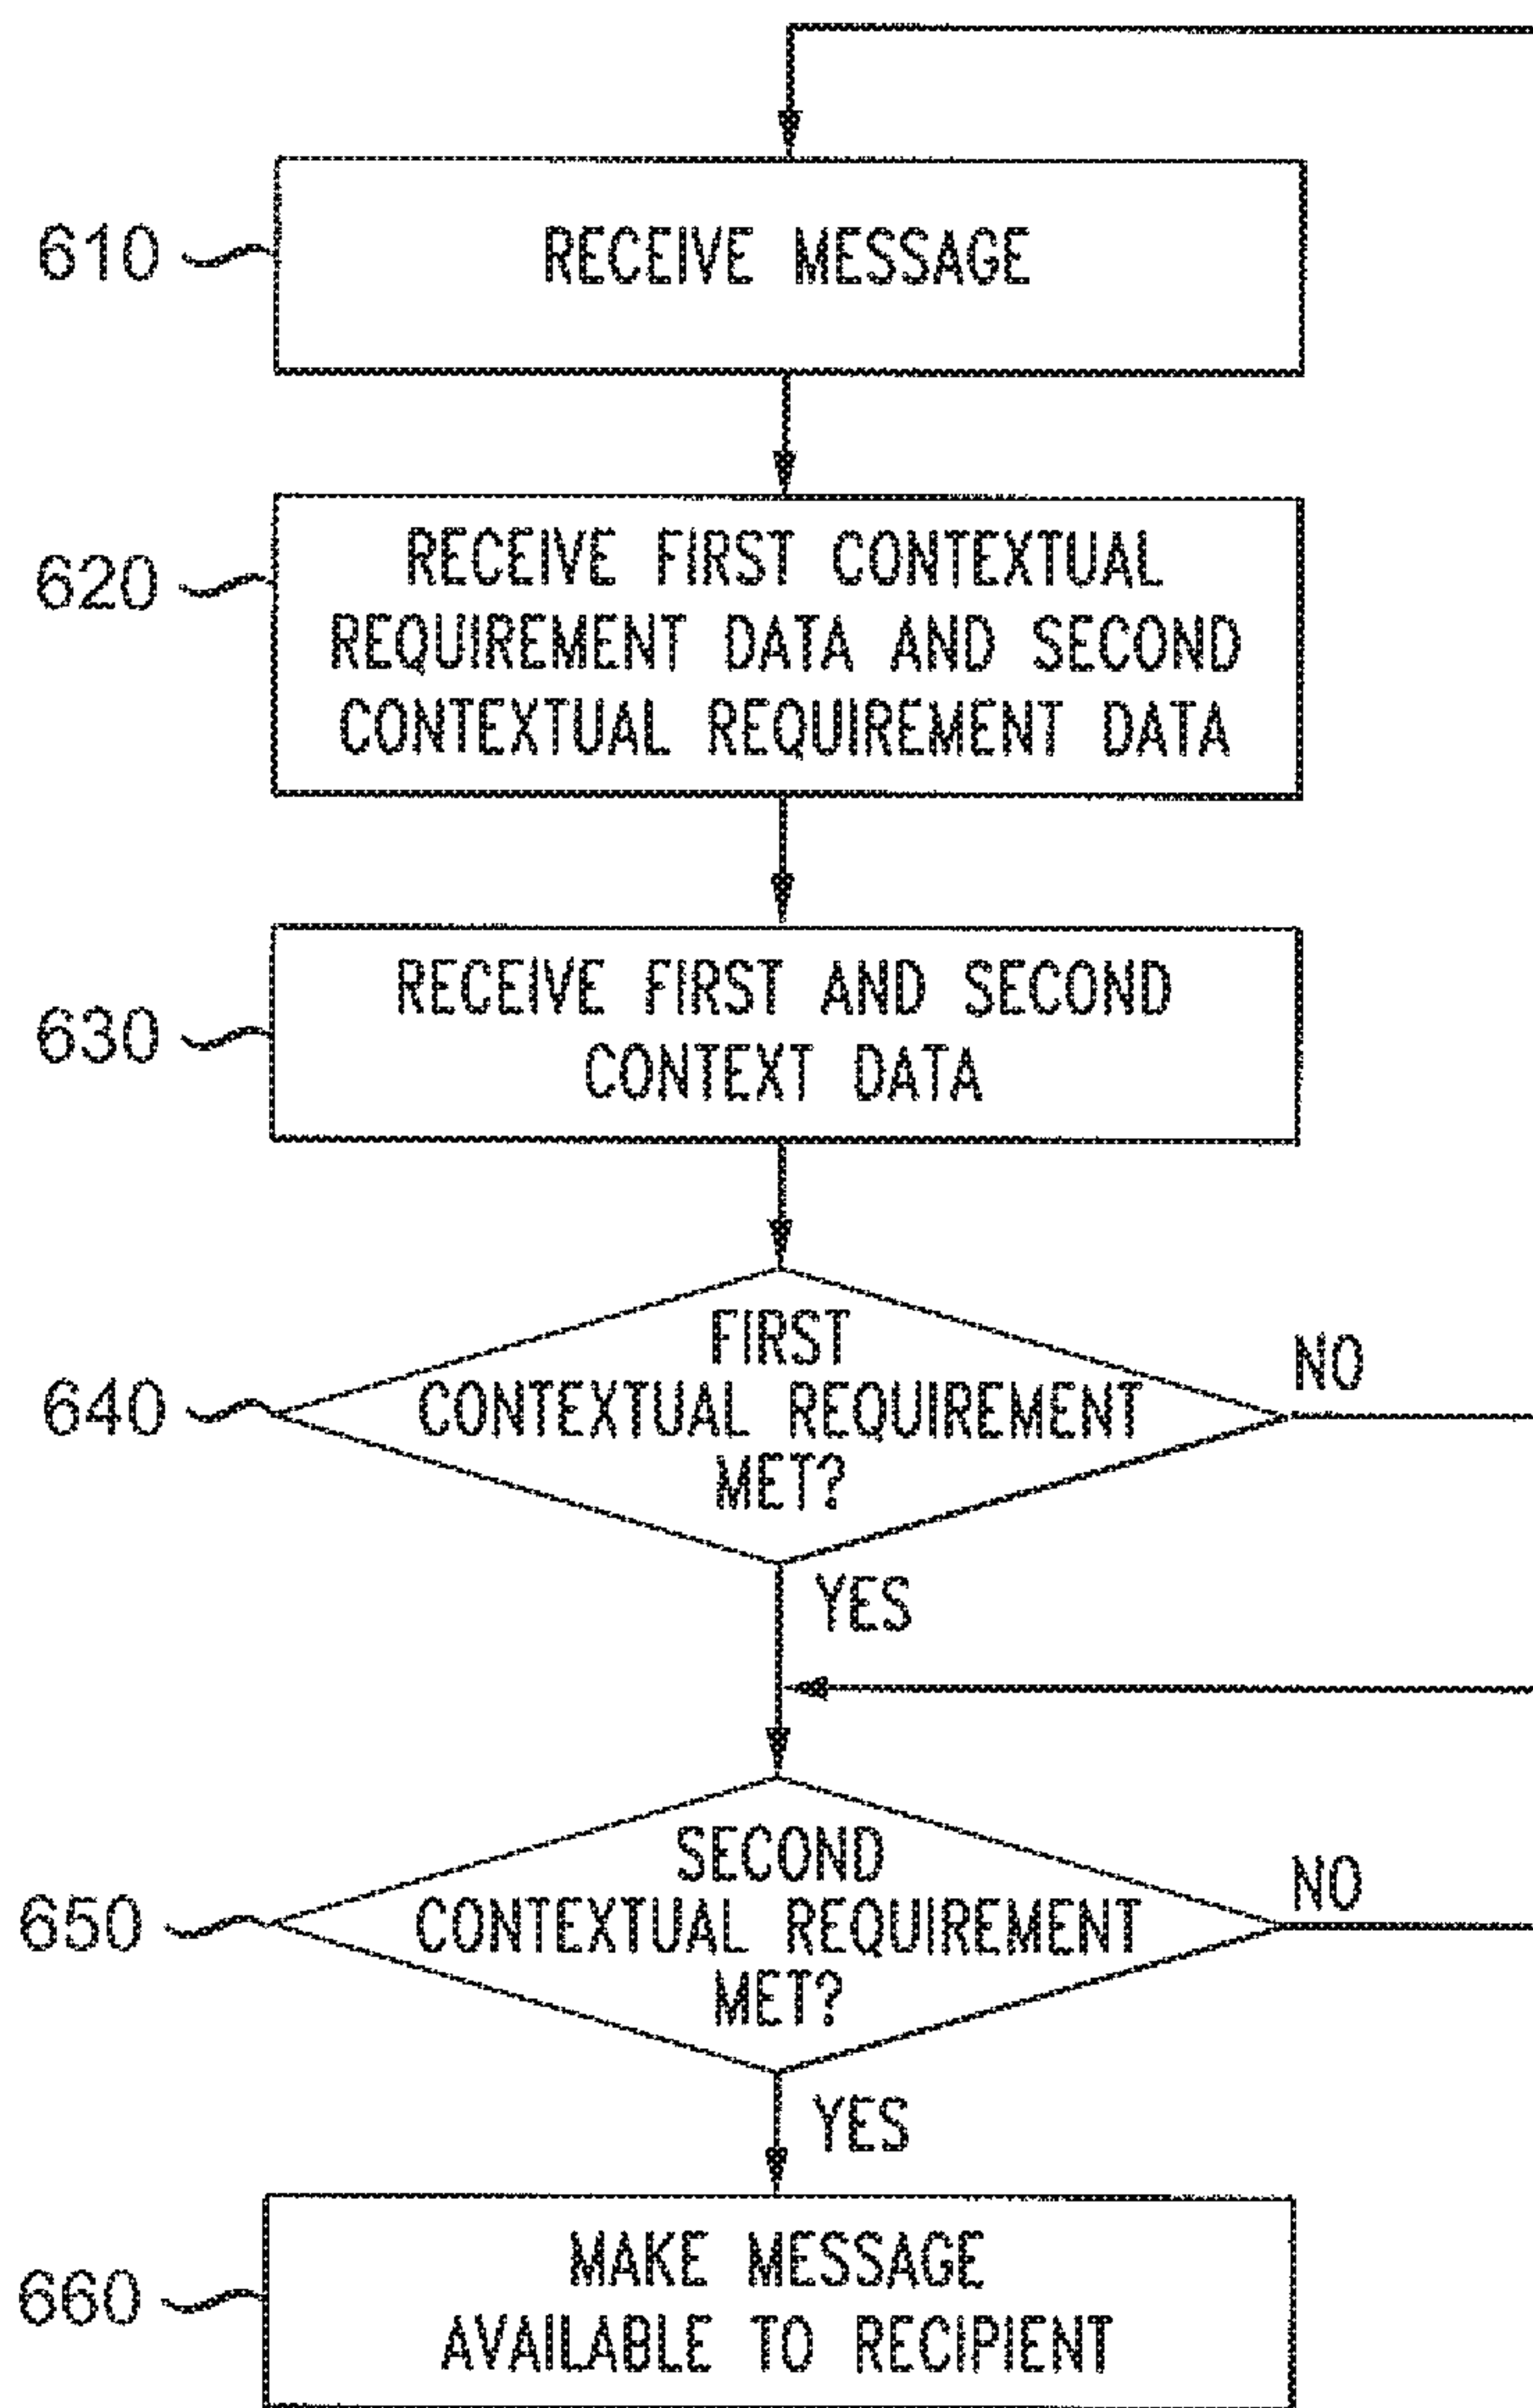 610
RECEIVE MESSAGE
620
RECEIVE FIRST CONTEXTUAL
REQUIREMENT DATA AND SECOND
CONTEXTUAL REQUIREMENT DATA
630
RECEIVE FIRST AND SECOND
CONTEXT DATA
640
FIRST
CONTEXTUAL REQUIREMENT
MET?
NO
YES
650
SECOND
CONTEXTUAL REQUIREMENT
MET?
NO
YES
660
MAKE MESSAGE
AVAILABLE TO RECIPIENT